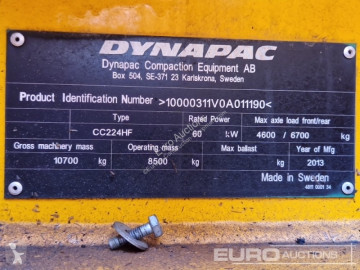 DYNAPAC
Dynapac Compaction Equipment AB
Box 504, SE-371 23 Karlskrona, Sweden
Product Identification Number >10000311V0A011190<
Type Rated Power Max axle load front/rear
CC224HF 60 kW 4600 / 6700 kg
Gross machinery mass Operating mass Max ballast Year of Mfg
10700 kg 8500 kg kg 2013
Made in Sweden
EURO AUCTIONS